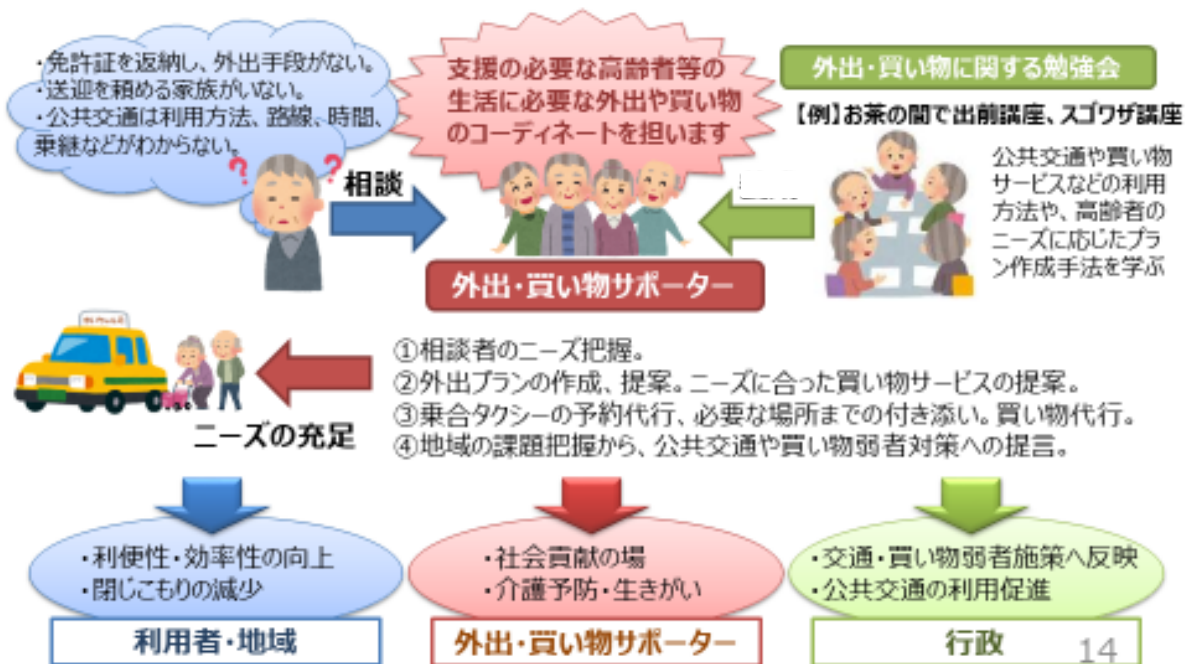 ・免許証を返納し、外出手段がない。
・送迎を頼める家族がいない。
・公共交通は利用方法、路線、時間、
乗継などがわからない。
?
?
相談
支援の必要な高齢者等の
生活に必要な外出や買い物
のコーディネートを担います
外出・買い物サポーター
外出・買い物に関する勉強会
【例】お茶の間で出前講座、スゴワザ講座
公共交通や買い物
サービスなどの利用
方法や、高齢者の
ニーズに応じたプラ
ン作成手法を学ぶ
ニーズの充足
①相談者のニーズ把握。
②外出プランの作成、提案。ニーズに合った買い物サービスの提案。
③乗合タクシーの予約代行、必要な場所までの付き添い。買い物代行。
④地域の課題把握から、公共交通や買い物弱者対策への提言。
・利便性・効率性の向上
・閉じこもりの減少
利用者・地域
・社会貢献の場
・介護予防・生きがい
外出・買い物サポーター
・交通・買い物弱者施策へ反映
・公共交通の利用促進
行政
14